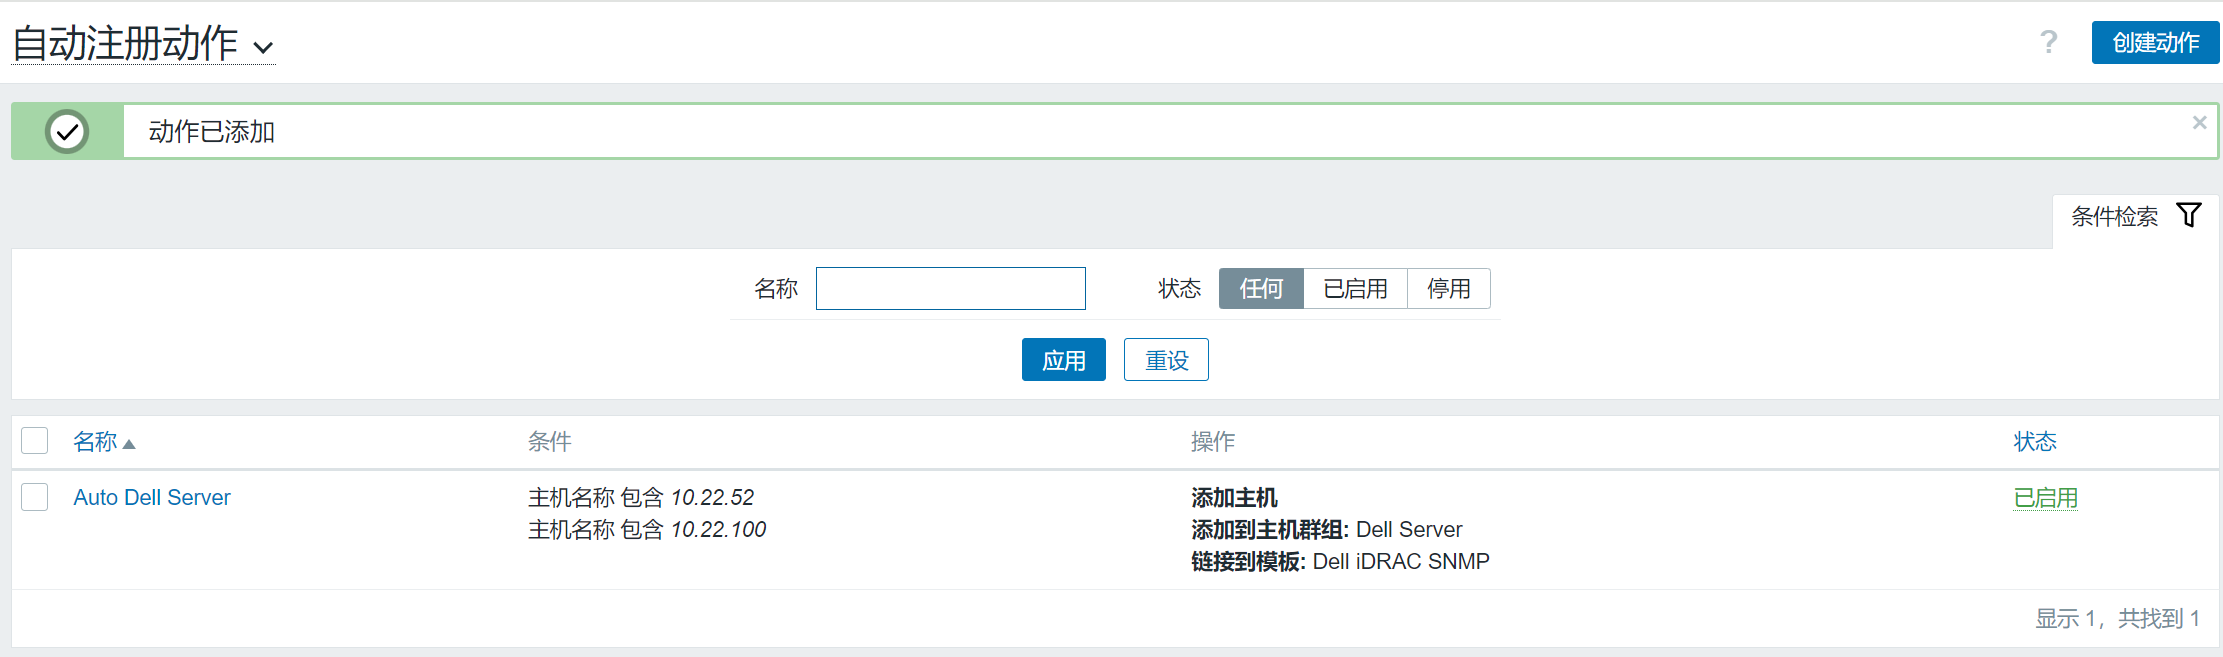 自动注册动作
?
创建动作
动作已添加
×
条件检索
名称
状态 任何 已启用 停用
应用 重设
名称 条件 操作 状态
Auto Dell Server 主机名称 包含 10.22.52 添加主机 已启用
主机名称 包含 10.22.100 添加到主机群组: Dell Server
链接到模板: Dell iDRAC SNMP
显示 1，共找到 1